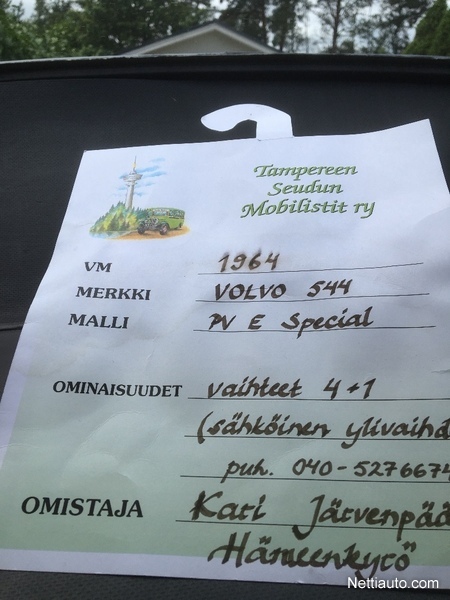 Tampereen
Seudun
Mobilistit ry
VM 1964
MERKKI VOLVO 544
MALLI PV E Special
OMINAISUUDET vaihteet 4+1
(sähköinen ylivaihd
puh. 040-5276674
OMISTAJA Kari Järvenpää
Hämeenkyrö
Nettiauto.com